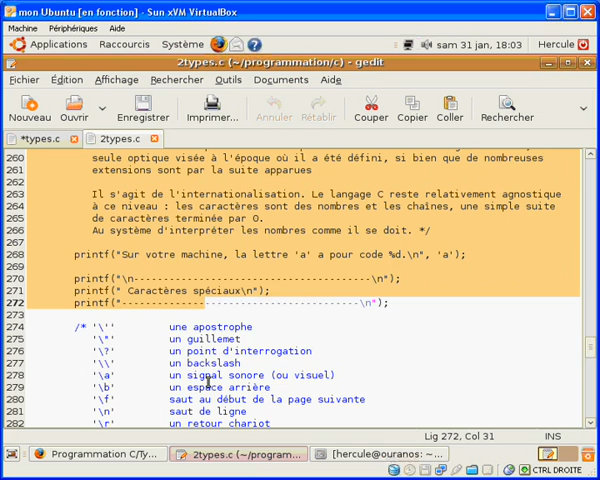 mon Ubuntu [en fonction] - Sun xVM VirtualBox
Machine Périphériques Aide
Applications Raccourcis Système sam 31 jan, 18:03 Hercule
2types.c (~/programmation/c) - gedit
Fichier Édition Affichage Rechercher Outils Documents Aide
Nouveau Ouvrir Enregistrer Imprimer... Annuler Rétablir Couper Copier Coller Rechercher
*types.c 2types.c
260 seule optique visée à l'époque où il a été défini, si bien que de nombreuses
261 extensions sont par la suite apparues
262
263 Il s'agit de l'internationalisation. Le langage C reste relativement agnostique
264 à ce niveau : les caractères sont des nombres et les chaînes, une simple suite
265 de caractères terminée par 0.
266 Au système d'interpréter les nombres comme il se doit. */
267
268 printf("Sur votre machine, la lettre 'a' a pour code %d.\n", 'a');
269
270 printf("\n----------------------------------------\n");
271 printf(" Caractères spéciaux\n");
272 printf("----------------------------------------\n");
273
274 /* '\'' une apostrophe
275 '\"' un guillemet
276 '\?' un point d'interrogation
277 '\\' un backslash
278 '\a' un signal sonore (ou visuel)
279 '\b' un espace arrière
280 '\f' saut au début de la page suivante
281 '\n' saut de ligne
282 '\r' un retour chariot
Lig 272, Col 31 INS
Programmation C/Ty... 2types.c (~/programma... [hercule@ouranos: ~...
CTRL DROITE